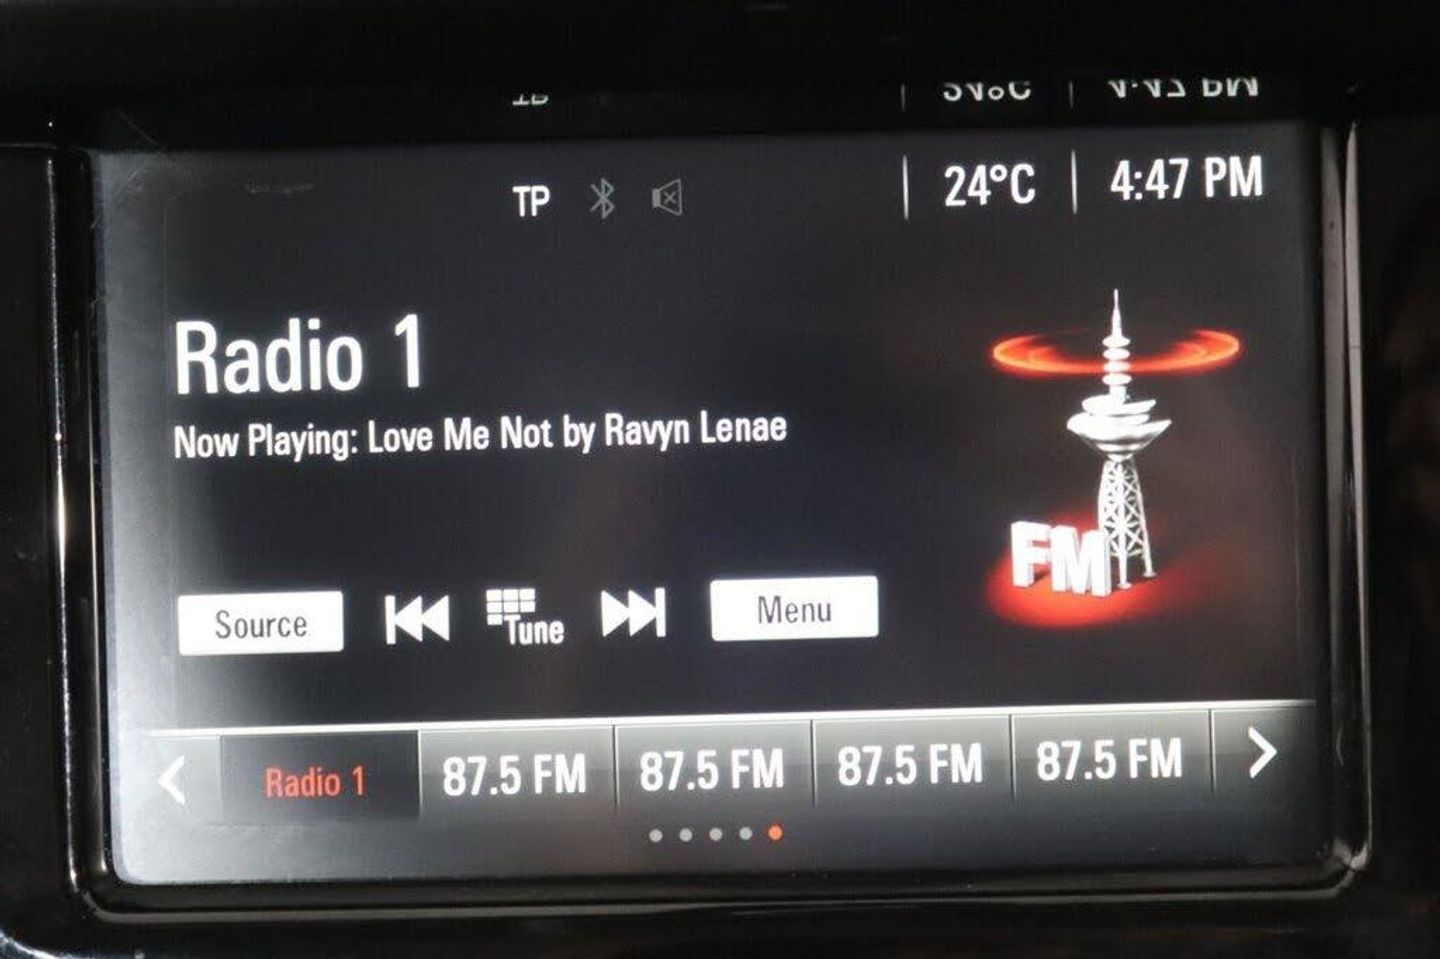 TP 24°C 4:47 PM
Radio 1
Now Playing: Love Me Not by Ravyn Lenae
FM
Source Tune Menu
Radio 1 87.5 FM 87.5 FM 87.5 FM 87.5 FM